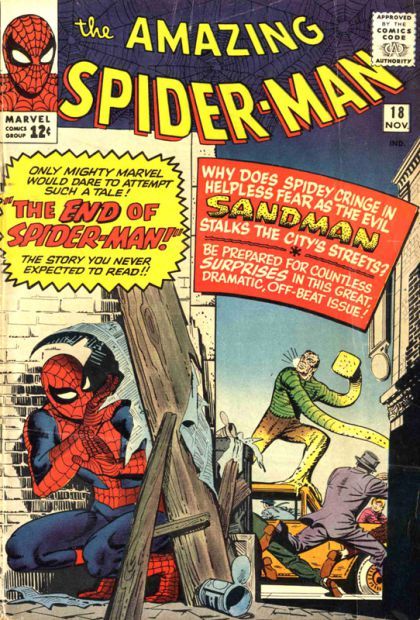 the AMAZING
SPIDER-MAN
APPROVED
BY THE
COMICS
CODE
AUTHORITY
MARVEL
COMICS
GROUP 12¢
18
NOV.
IND.
ONLY MIGHTY MARVEL
WOULD DARE TO ATTEMPT
SUCH A TALE!
"THE END OF
SPIDER-MAN!"
THE STORY YOU NEVER
EXPECTED TO READ!!
WHY DOES SPIDEY CRINGE IN
HELPLESS FEAR AS THE EVIL
SANDMAN
STALKS THE CITY'S STREETS?
*
BE PREPARED FOR COUNTLESS
SURPRISES IN THIS GREAT,
DRAMATIC, OFF-BEAT ISSUE!